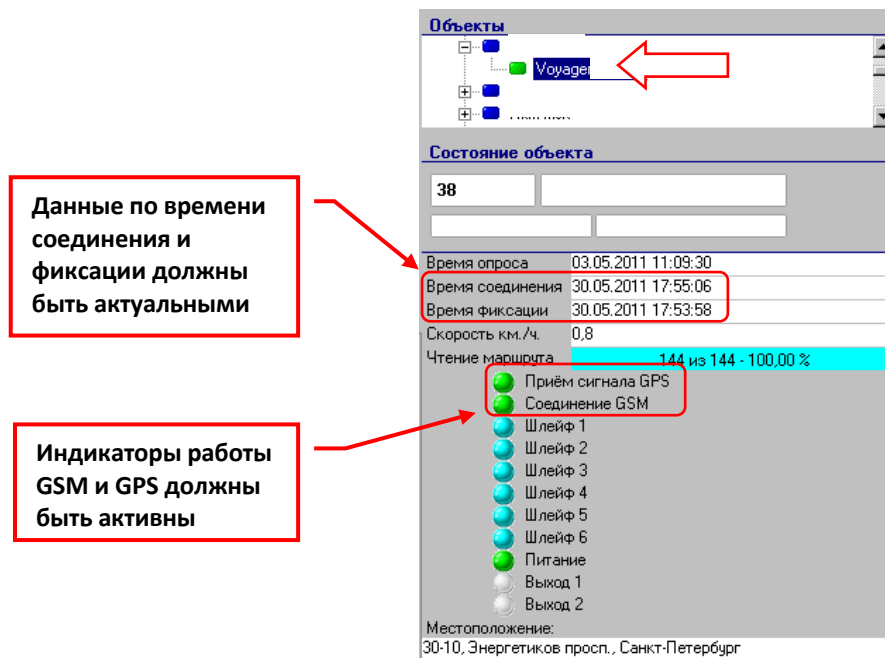 Объекты
Voyager
Состояние объекта
38
Данные по времени
соединения и
фиксации должны
быть актуальными
Время опроса 03.05.2011 11:09:30
Время соединения 30.05.2011 17:55:06
Время фиксации 30.05.2011 17:53:58
Скорость км./ч. 0,8
Чтение маршрута 144 из 144 - 100,00 %
Приём сигнала GPS
Соединение GSM
Индикаторы работы
GSM и GPS должны
быть активны
Шлейф 1
Шлейф 2
Шлейф 3
Шлейф 4
Шлейф 5
Шлейф 6
Питание
Выход 1
Выход 2
Местоположение:
30-10, Энергетиков просп., Санкт-Петербург